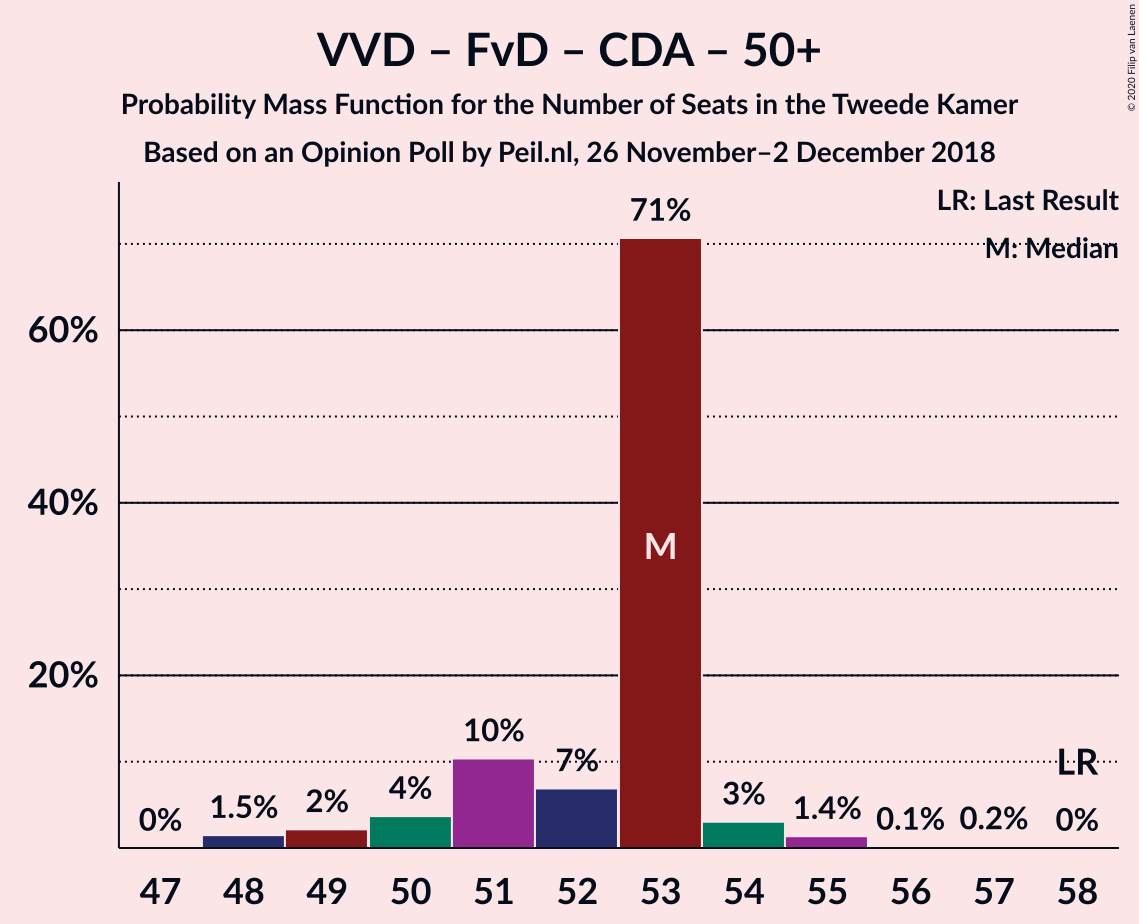 VVD – FvD – CDA – 50+
Probability Mass Function for the Number of Seats in the Tweede Kamer
Based on an Opinion Poll by Peil.nl, 26 November–2 December 2018
© 2020 Filip van Laenen
LR: Last Result
M: Median
60%
40%
20%
0%
1.5%
2%
4%
10%
7%
71%
M
3%
1.4%
0.1%
0.2%
LR
0%
47 48 49 50 51 52 53 54 55 56 57 58